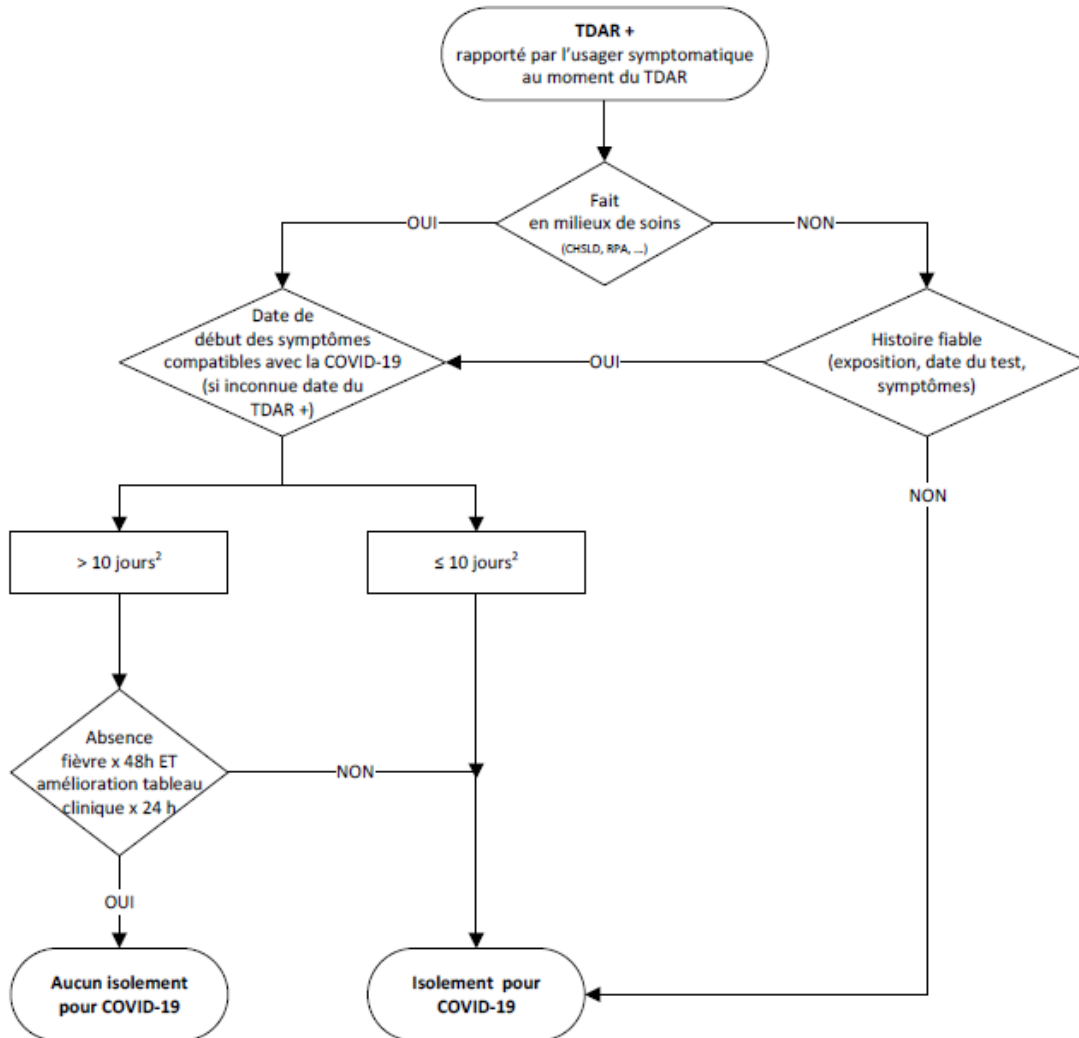 TDAR +
rapporté par l'usager symptomatique
au moment du TDAR
Fait
en milieux de soins
(CHSLD, RPA, ...)
OUI
NON
Date de
début des symptômes
compatibles avec la COVID-19
(si inconnue date du
TDAR +)
OUI
Histoire fiable
(exposition, date du test,
symptômes)
NON
> 10 jours²
≤ 10 jours²
Absence
fièvre x 48h ET
amélioration tableau
clinique x 24 h
NON
OUI
Aucun isolement
pour COVID-19
Isolement pour
COVID-19